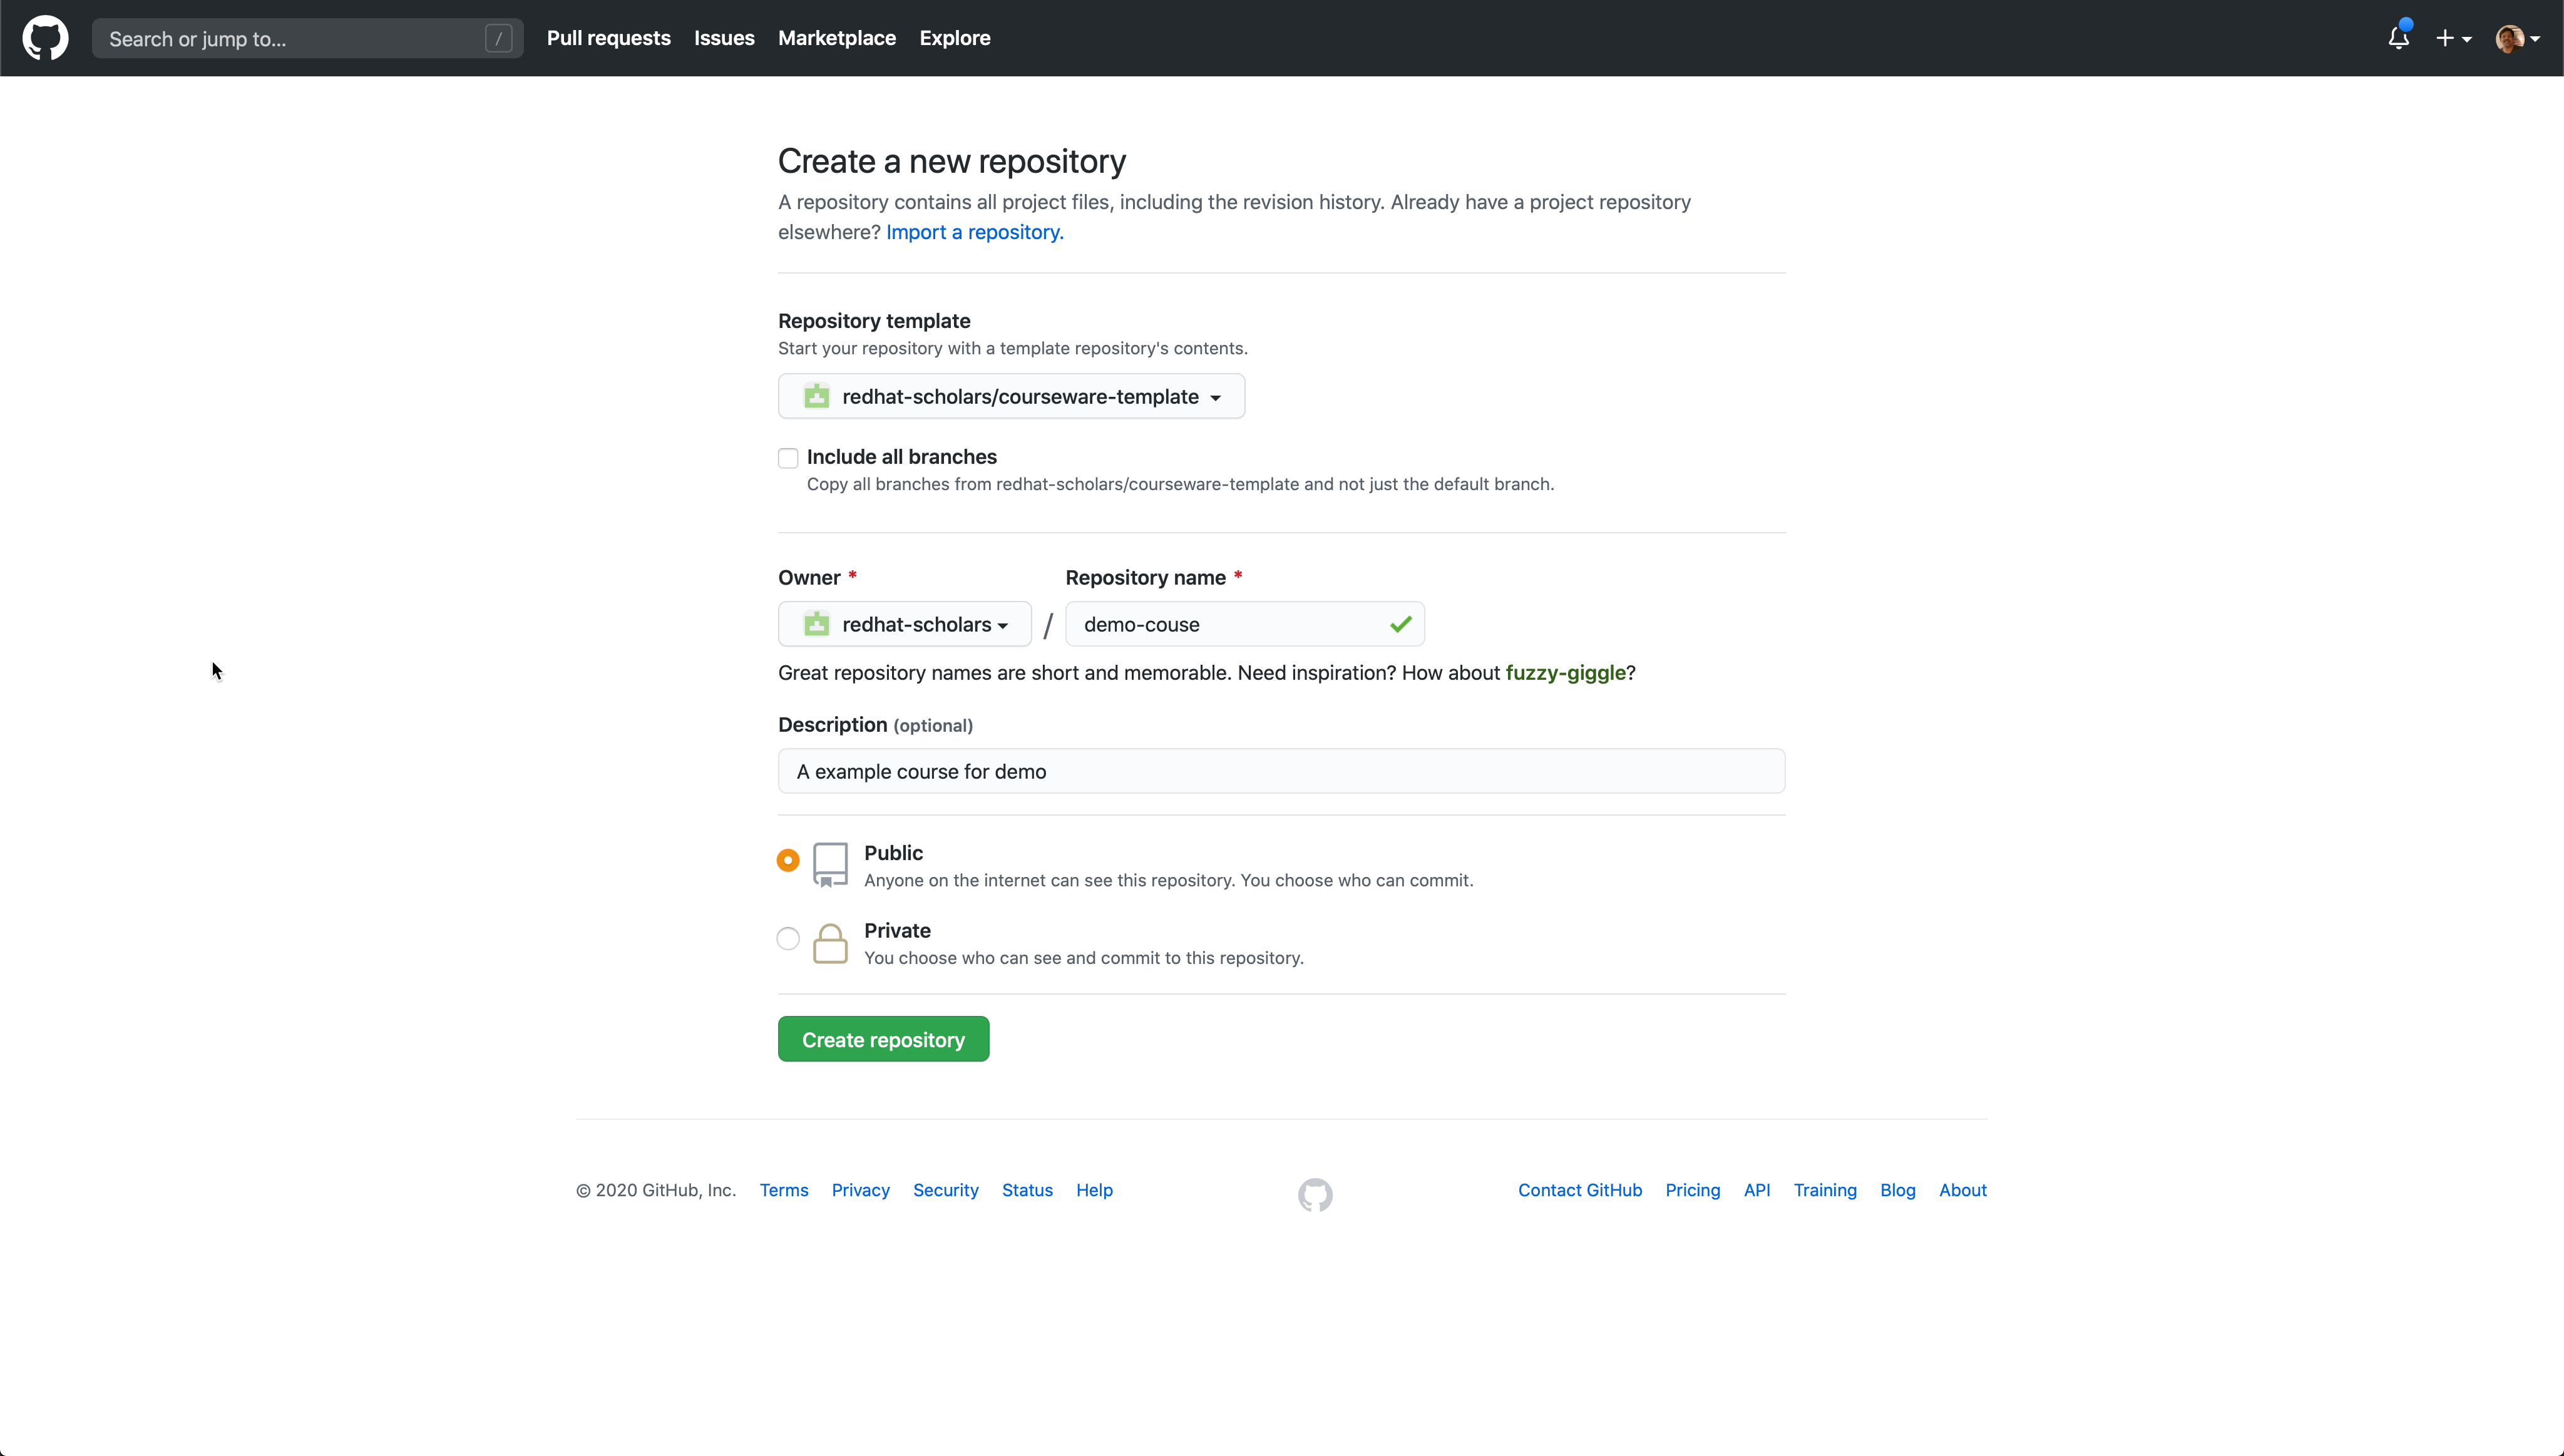 Search or jump to... /
Pull requests Issues Marketplace Explore
Create a new repository
A repository contains all project files, including the revision history. Already have a project repository
elsewhere? Import a repository.
Repository template
Start your repository with a template repository's contents.
redhat-scholars/courseware-template
Include all branches
Copy all branches from redhat-scholars/courseware-template and not just the default branch.
Owner * Repository name *
redhat-scholars / demo-couse
Great repository names are short and memorable. Need inspiration? How about fuzzy-giggle?
Description (optional)
A example course for demo
Public
Anyone on the internet can see this repository. You choose who can commit.
Private
You choose who can see and commit to this repository.
Create repository
© 2020 GitHub, Inc. Terms Privacy Security Status Help Contact GitHub Pricing API Training Blog About